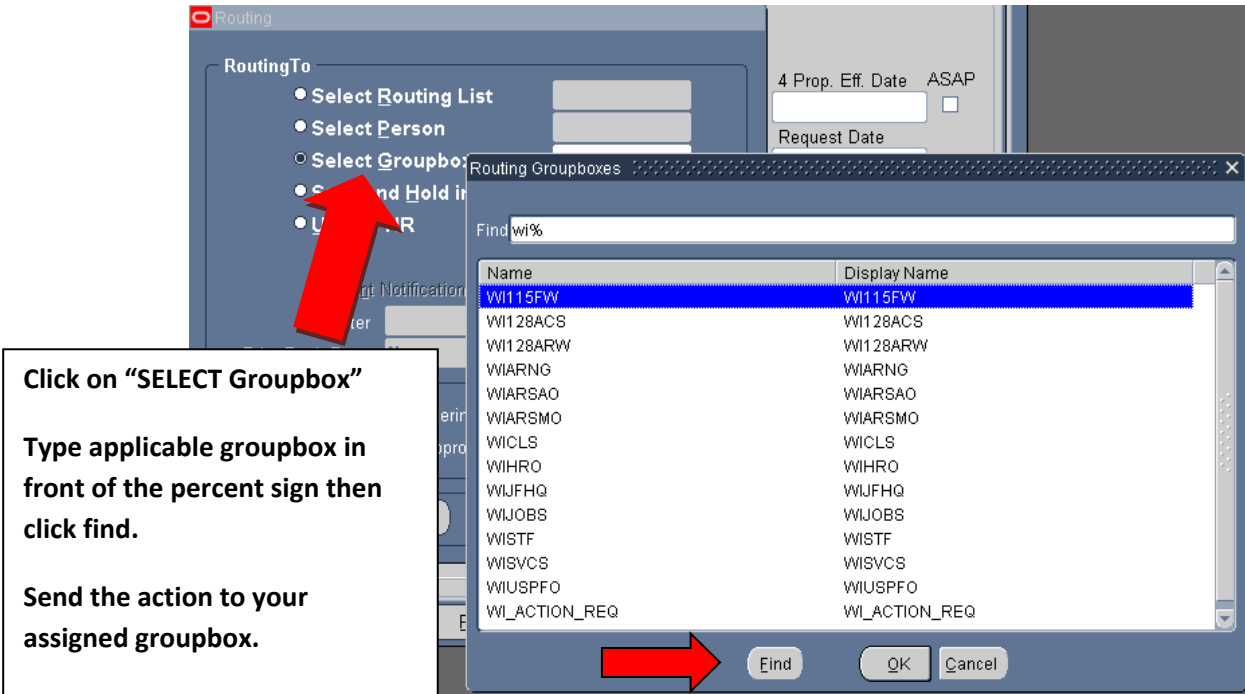 Routing
RoutingTo
Select Routing List
Select Person
Select Groupbox
nd Hold in
HR
Notification
4 Prop. Eff. Date ASAP
Request Date
Routing Groupboxes
Find wi%
Name Display Name
WI115FW WI115FW
WI128ACS WI128ACS
WI128ARW WI128ARW
WIARNG WIARNG
WIARSAO WIARSAO
WIARSMO WIARSMO
WICLS WICLS
WIHRO WIHRO
WIJFHQ WIJFHQ
WIJOBS WIJOBS
WISTF WISTF
WISVCS WISVCS
WIUSPFO WIUSPFO
WI_ACTION_REQ WI_ACTION_REQ
Find OK Cancel
Click on “SELECT Groupbox”
Type applicable groupbox in
front of the percent sign then
click find.
Send the action to your
assigned groupbox.